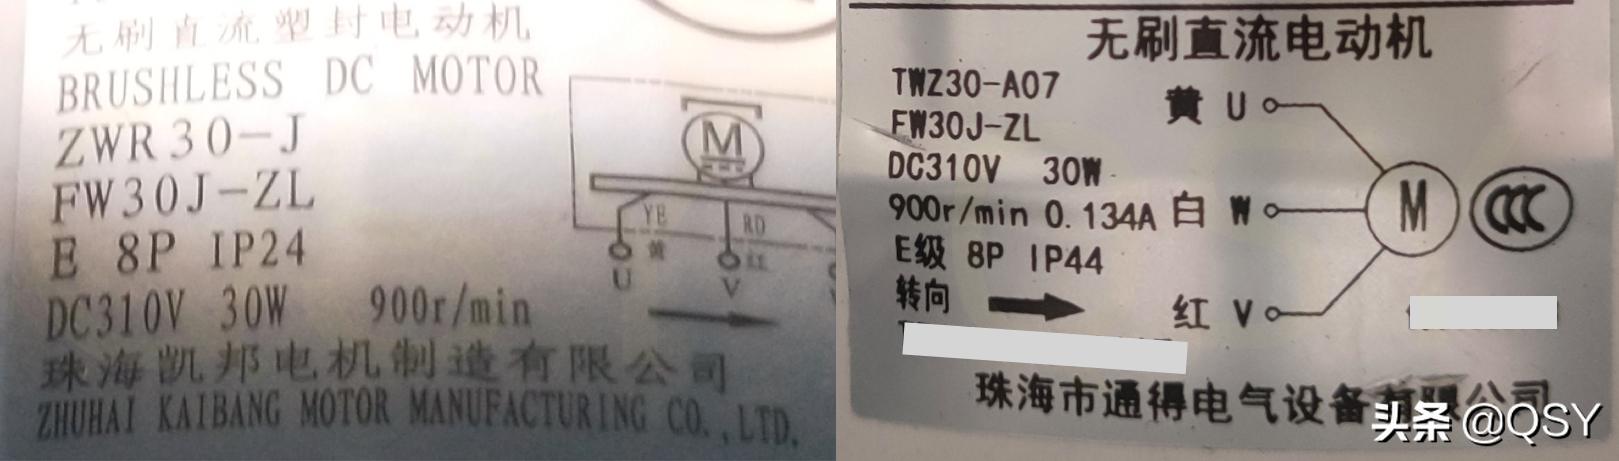 无刷直流塑封电动机
BRUSHLESS DC MOTOR
ZWR30-J
FW30J-ZL
E 8P IP24
DC310V 30W 900r/min
珠海凯邦电机制造有限公司
ZHUHAI KAIBANG MOTOR MANUFACTURING CO.,LTD.
M
YE
黄
U
RD
红
V
无刷直流电动机
TWZ30-A07
FW30J-ZL
DC310V 30W
900r/min 0.134A
E级 8P IP44
转向
黄 U
白 W
红 V
M
CCC
珠海市通得电气设备有限公司
头条 @QSY